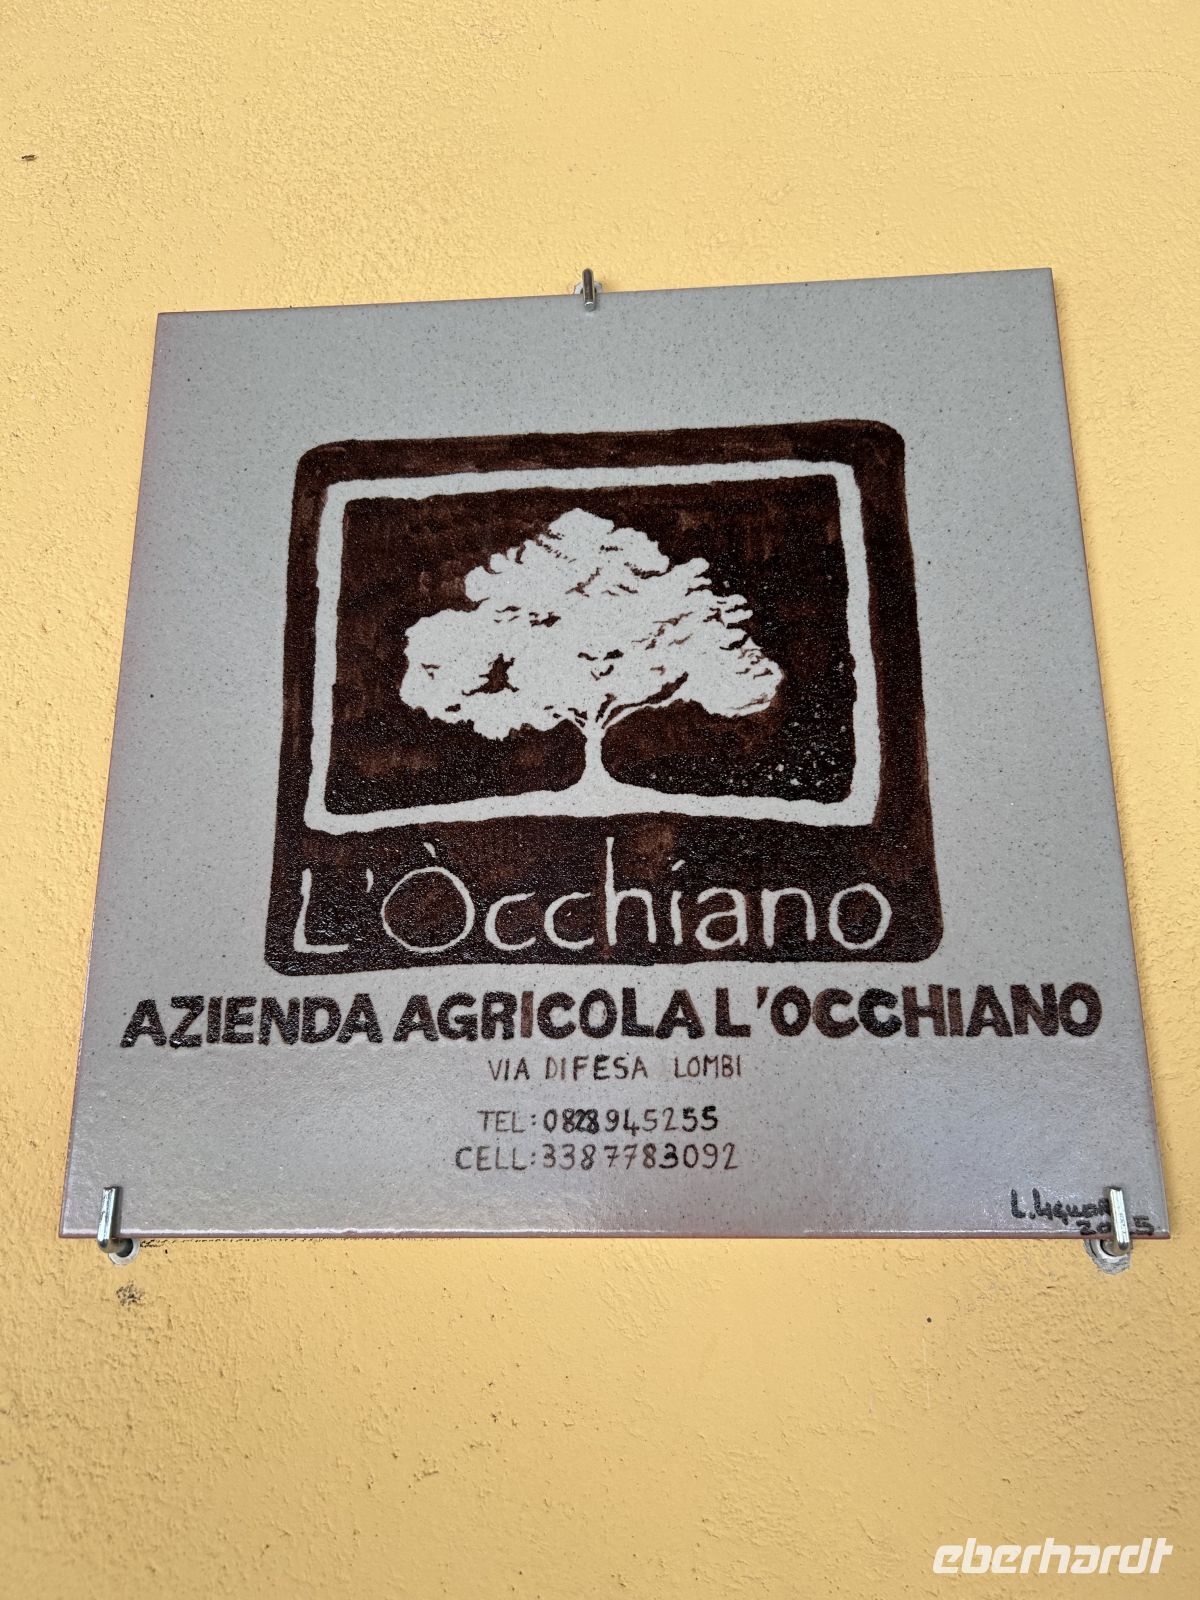 L'Òcchiano
AZIENDA AGRICOLA L'OCCHIANO
VIA DIFESA LOMBI
TEL:0828945255
CELL:3387783092
eberhardt